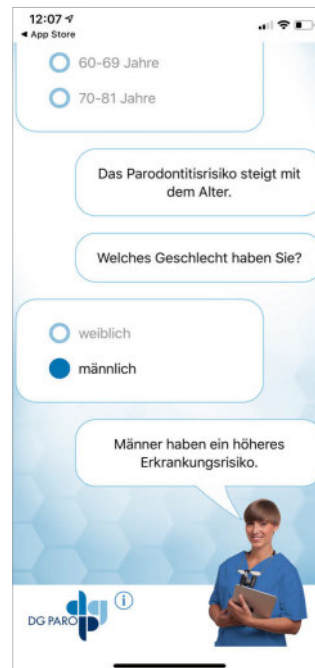 12:07
◀ App Store
60-69 Jahre
70-81 Jahre
Das Parodontitisrisiko steigt mit
dem Alter.
Welches Geschlecht haben Sie?
weiblich
männlich
Männer haben ein höheres
Erkrankungsrisiko.
DG PARO
i